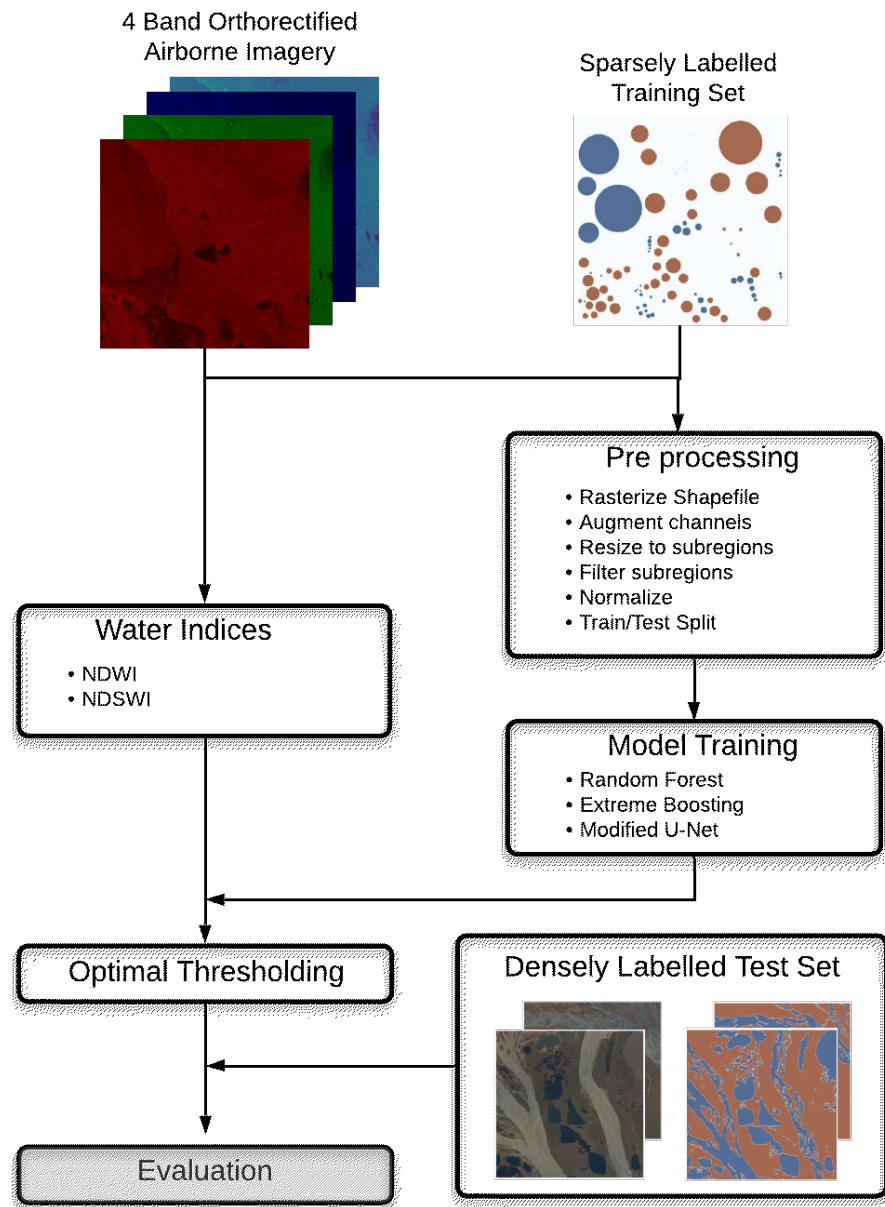 4 Band Orthorectified
Airborne Imagery
Sparsely Labelled
Training Set
Pre processing
• Rasterize Shapefile
• Augment channels
• Resize to subregions
• Filter subregions
• Normalize
• Train/Test Split
Water Indices
• NDWI
• NDSWI
Model Training
• Random Forest
• Extreme Boosting
• Modified U-Net
Optimal Thresholding
Densely Labelled Test Set
Evaluation